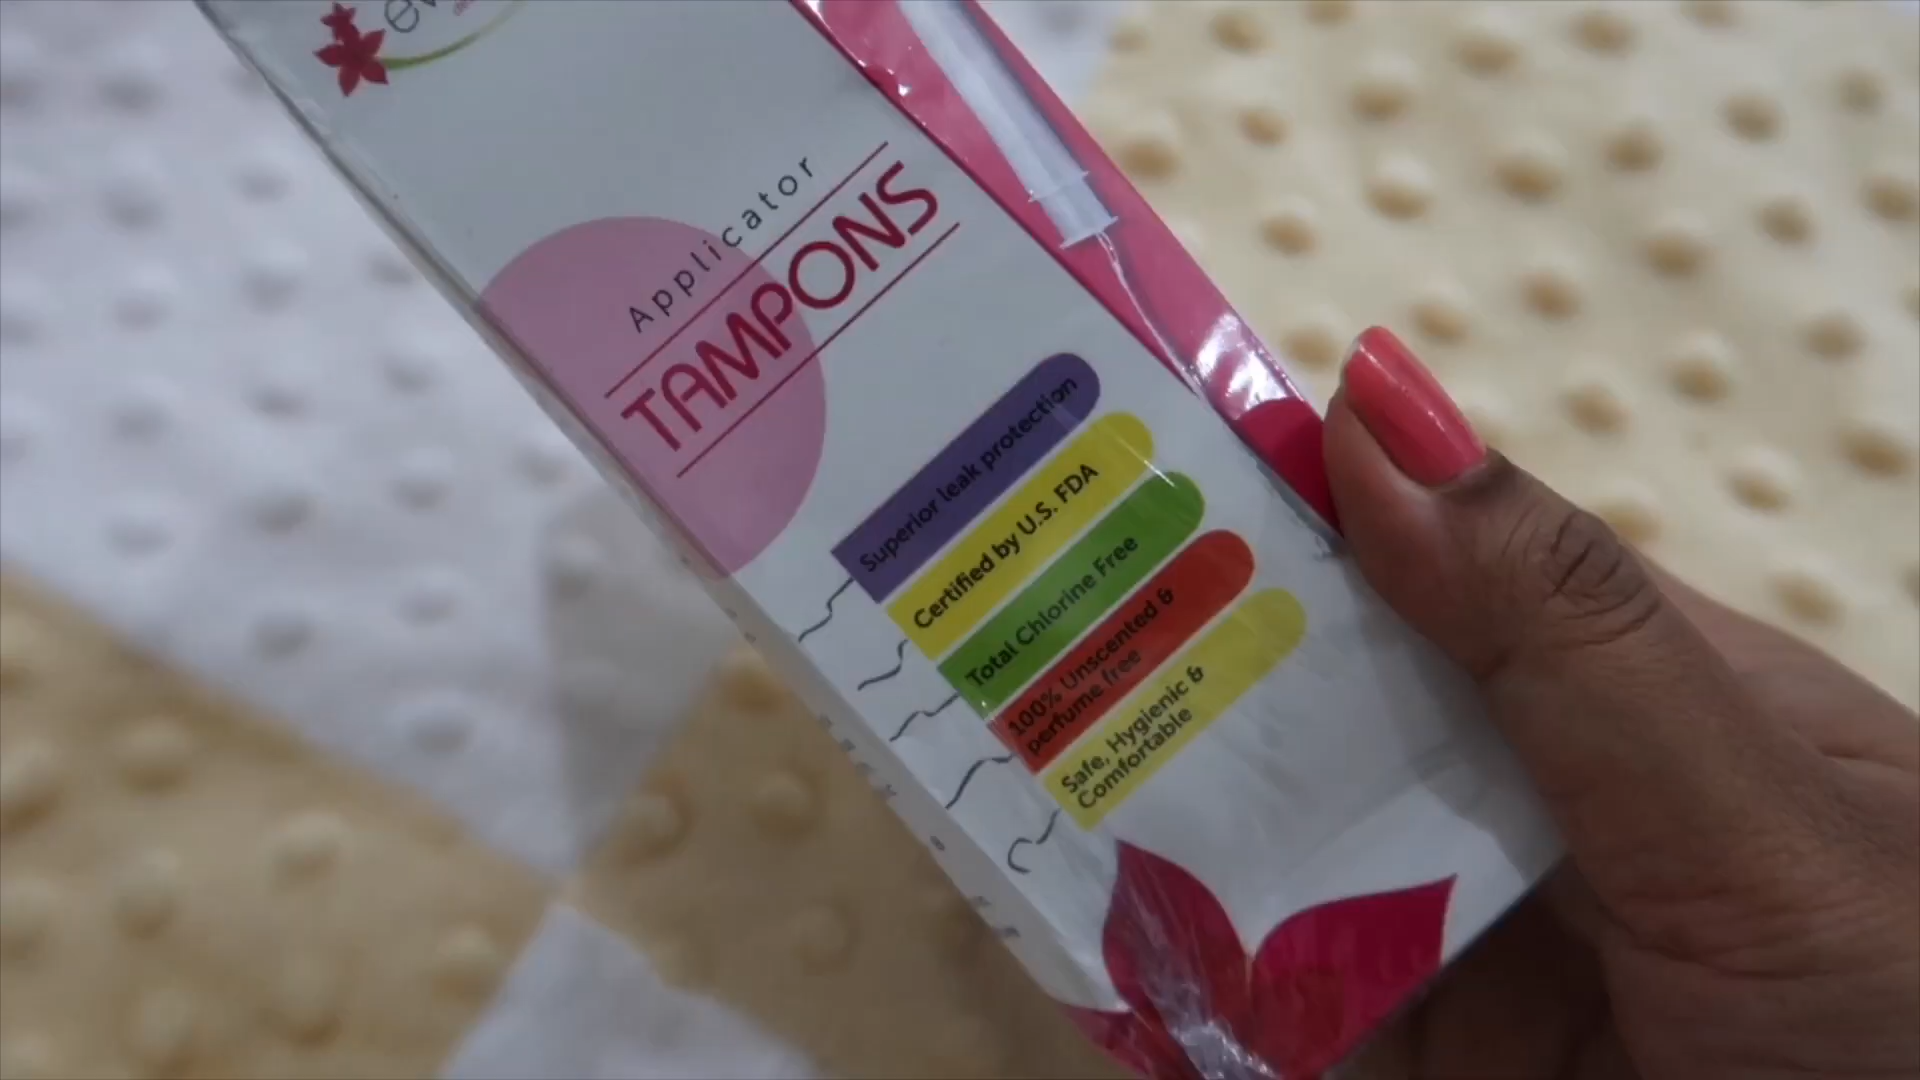 Applicator
TAMPONS
Superior leak protection
Certified by U.S. FDA
Total Chlorine Free
100% Unscented &
perfume free
Safe, Hygienic &
Comfortable